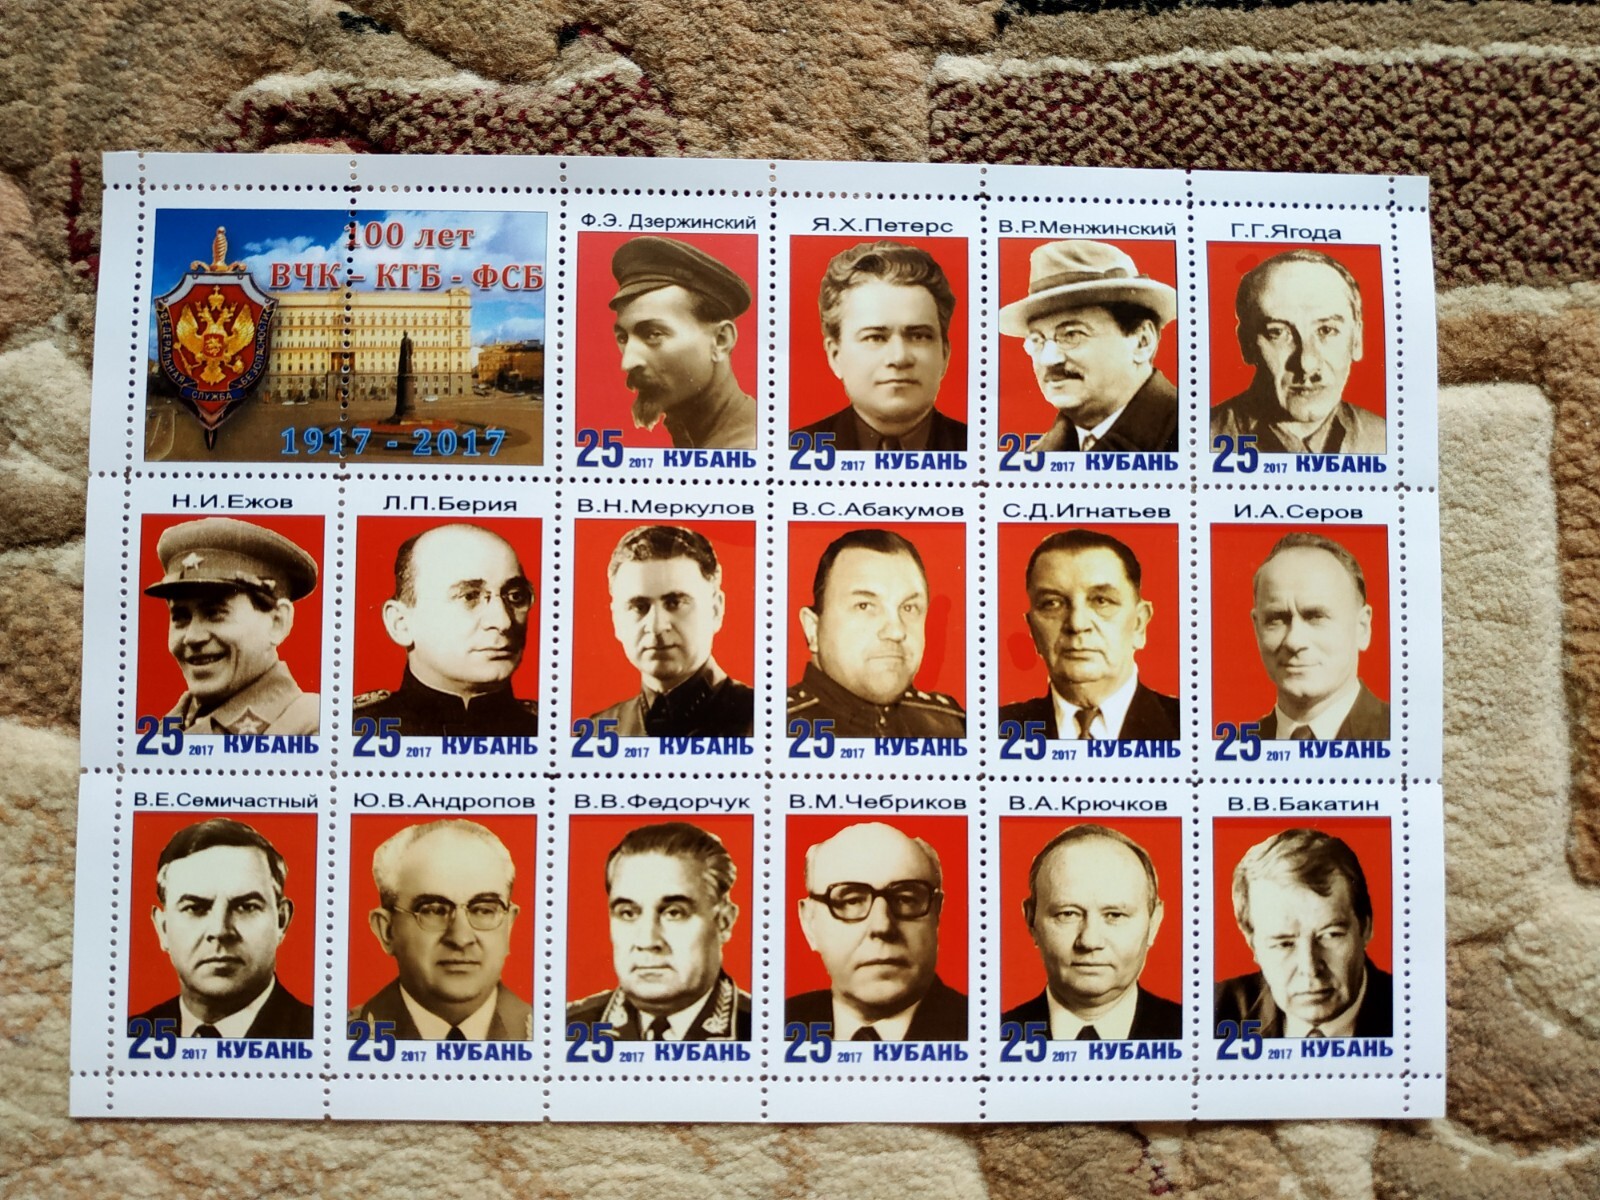 100 лет
ВЧК - КГБ - ФСБ
ФЕДЕРАЛЬНАЯ СЛУЖБА БЕЗОПАСНОСТИ
1917 - 2017
Ф.Э. Дзержинский
25 2017 КУБАНЬ
Я.Х.Петерс
25 2017 КУБАНЬ
В.Р.Менжинский
25 2017 КУБАНЬ
Г.Г.Ягода
25 2017 КУБАНЬ
Н.И.Ежов
25 2017 КУБАНЬ
Л.П.Берия
25 2017 КУБАНЬ
В.Н.Меркулов
25 2017 КУБАНЬ
В.С.Абакумов
25 2017 КУБАНЬ
С.Д.Игнатьев
25 2017 КУБАНЬ
И.А.Серов
25 2017 КУБАНЬ
В.Е.Семичастный
25 2017 КУБАНЬ
Ю.В.Андропов
25 2017 КУБАНЬ
В.В.Федорчук
25 2017 КУБАНЬ
В.М.Чебриков
25 2017 КУБАНЬ
В.А.Крючков
25 2017 КУБАНЬ
В.В.Бакатин
25 2017 КУБАНЬ